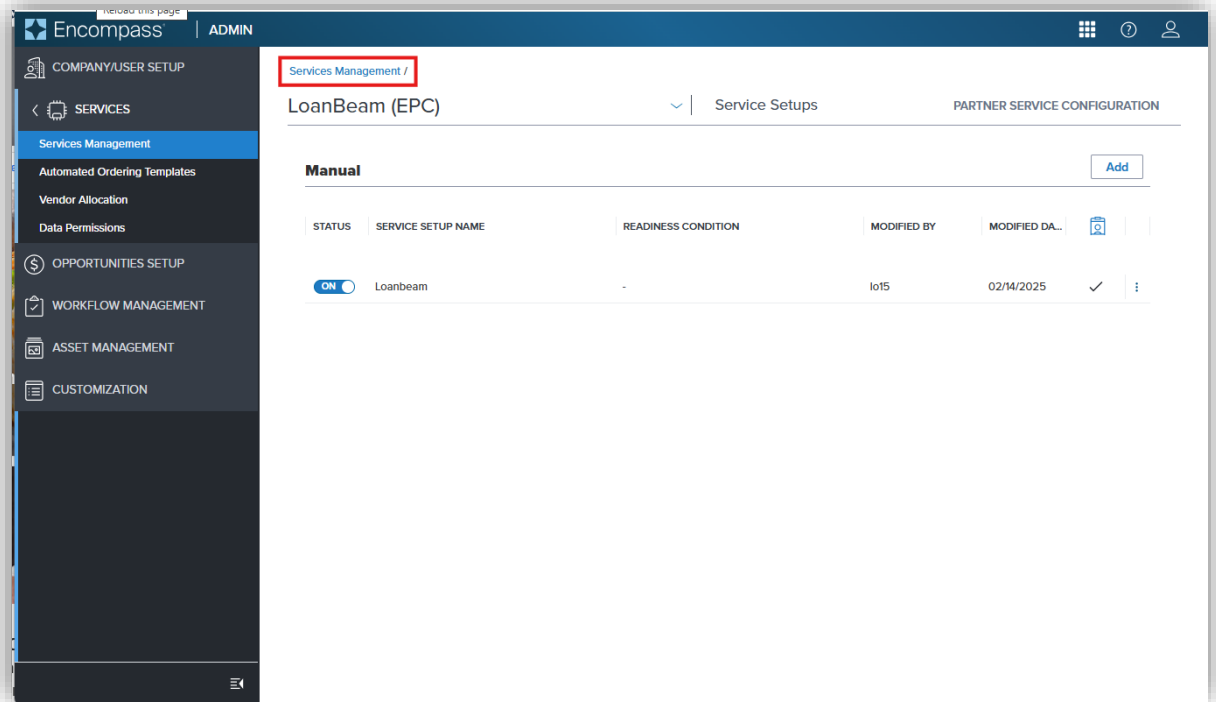 Reload this page
Encompass | ADMIN
COMPANY/USER SETUP
SERVICES
Services Management
Automated Ordering Templates
Vendor Allocation
Data Permissions
OPPORTUNITIES SETUP
WORKFLOW MANAGEMENT
ASSET MANAGEMENT
CUSTOMIZATION
Services Management /
LoanBeam (EPC) Service Setups PARTNER SERVICE CONFIGURATION
Manual Add
STATUS SERVICE SETUP NAME READINESS CONDITION MODIFIED BY MODIFIED DA...
ON Loanbeam - lo15 02/14/2025